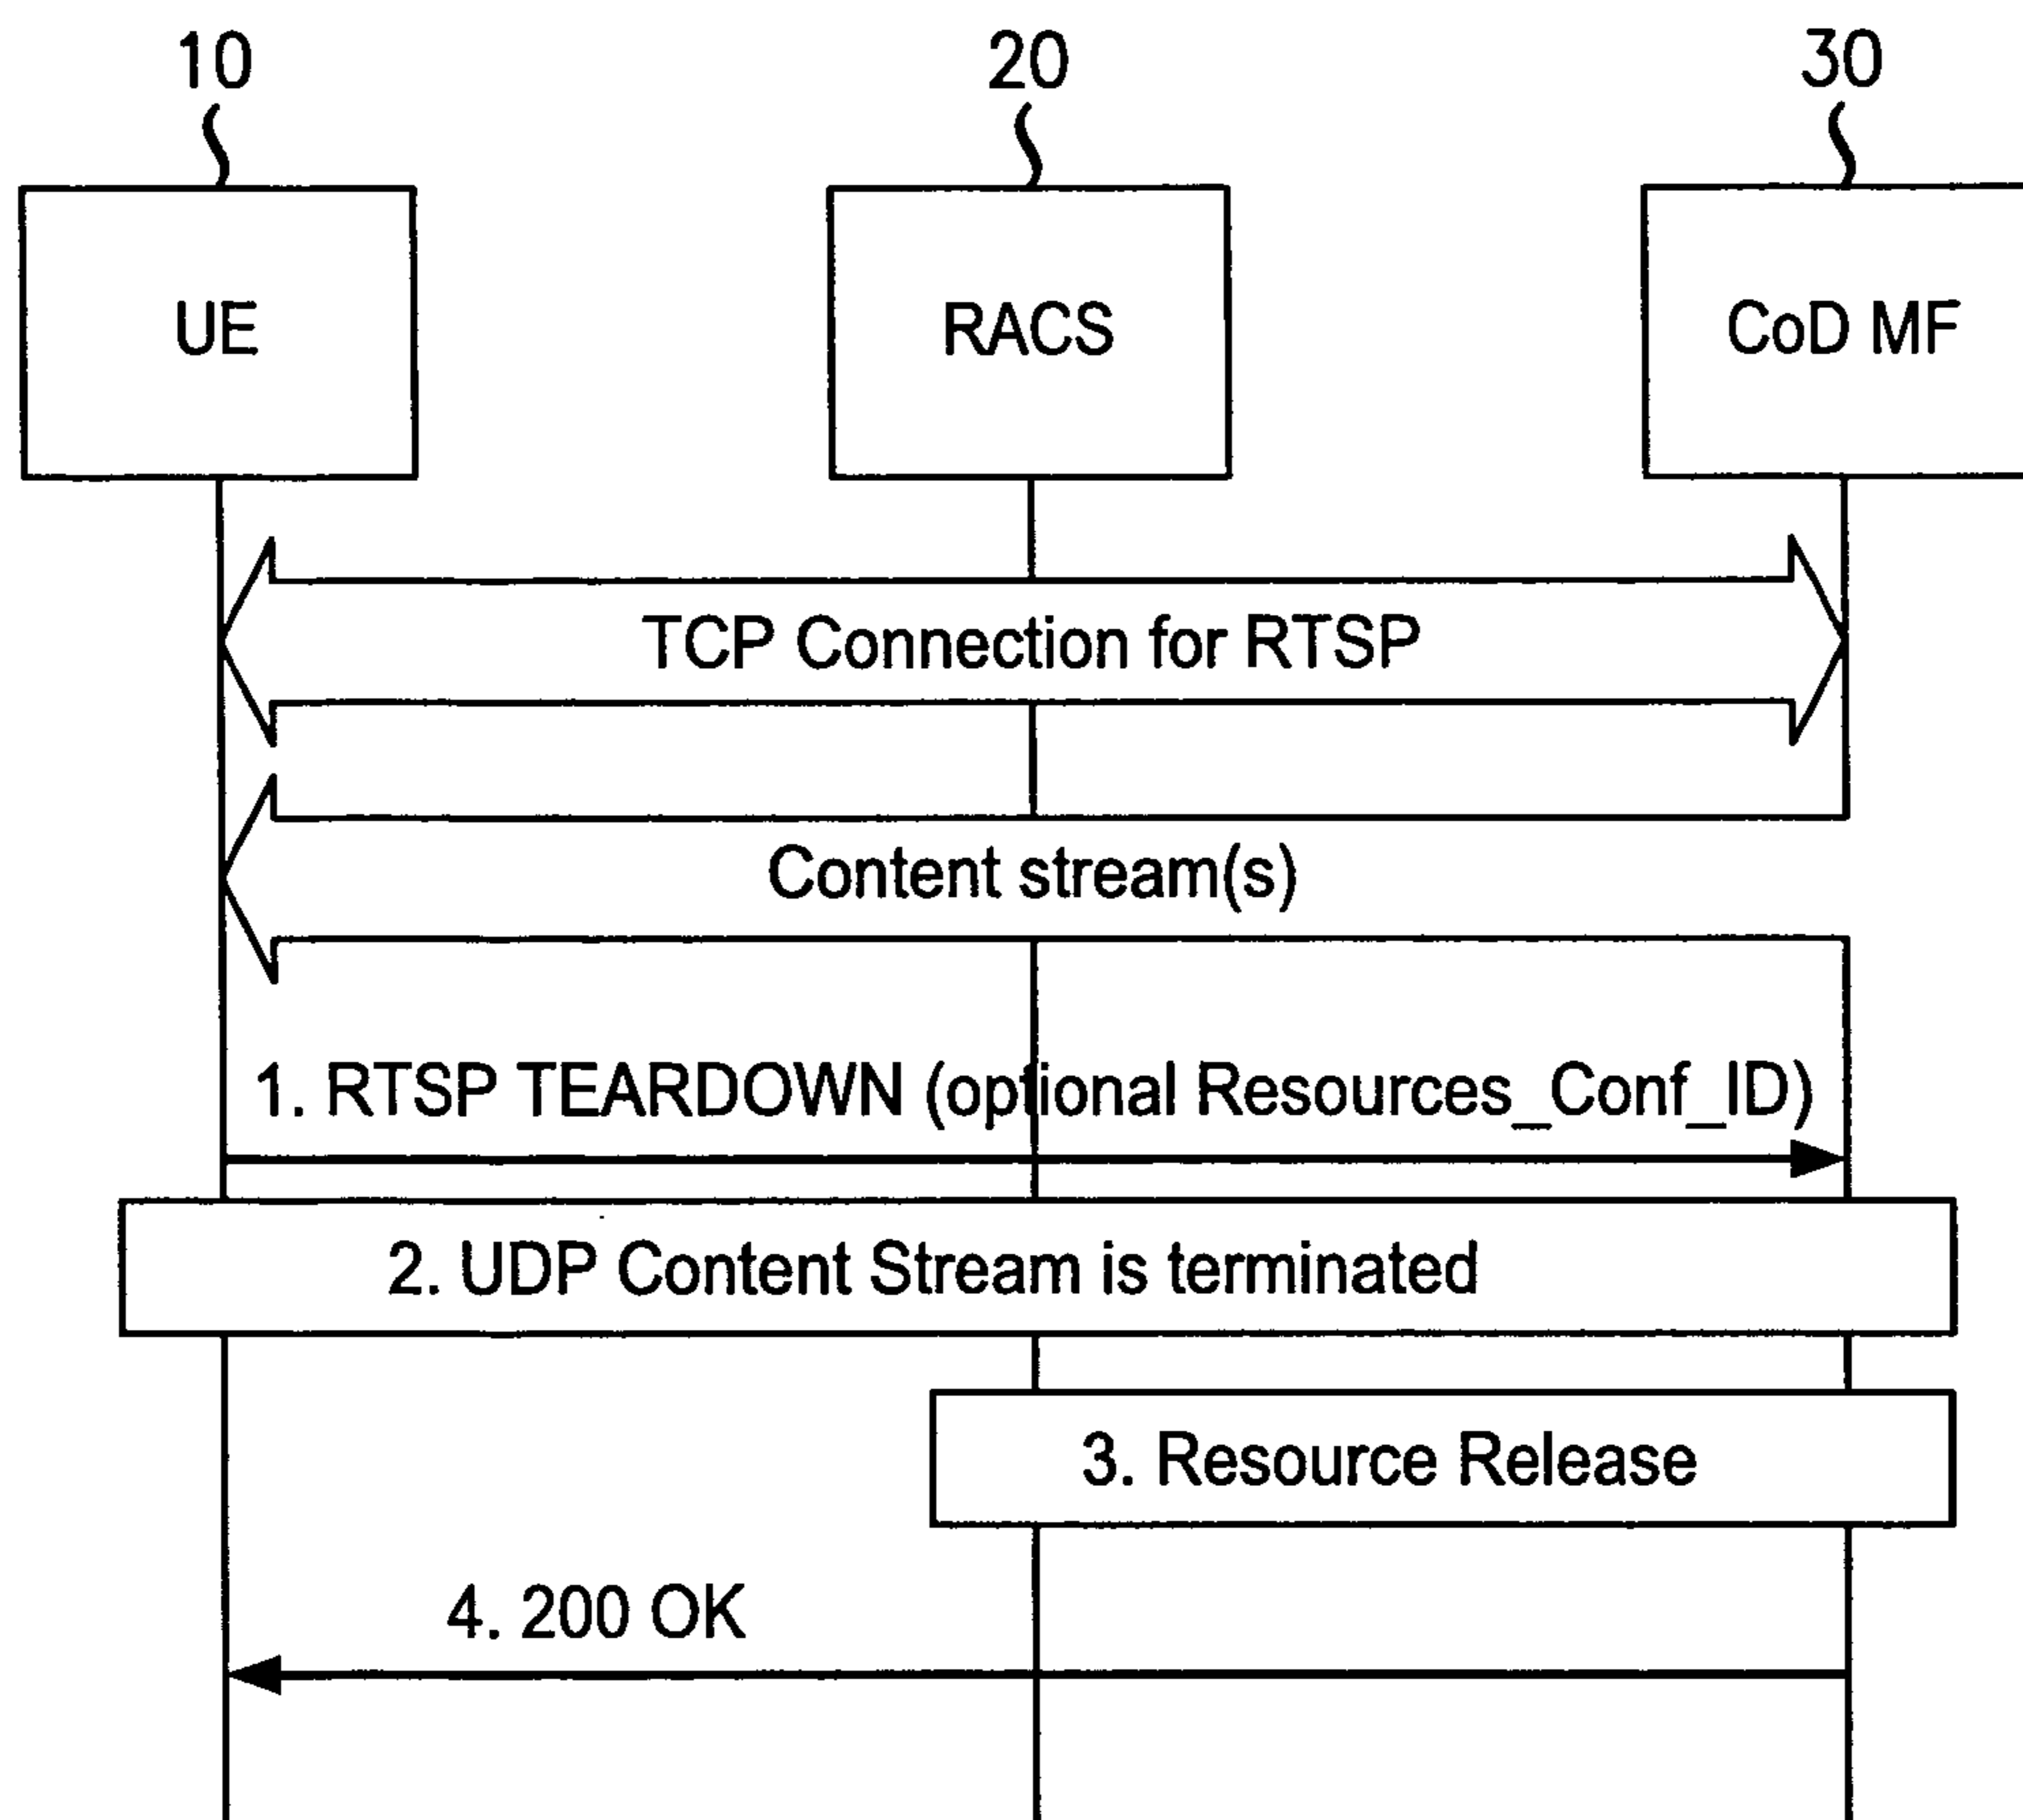 10
20
30
UE
RACS
CoD MF
TCP Connection for RTSP
Content stream(s)
1. RTSP TEARDOWN (optional Resources_Conf_ID)
2. UDP Content Stream is terminated
3. Resource Release
4. 200 OK